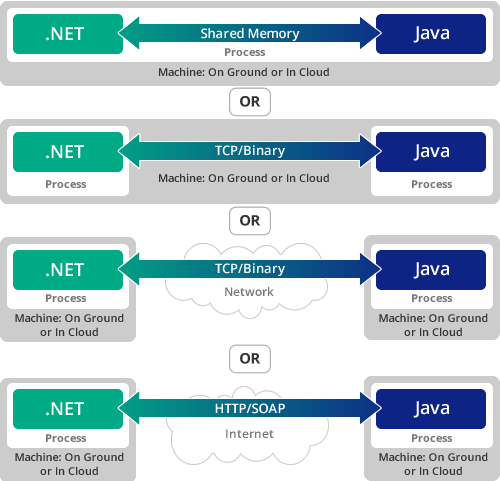 .NET
Shared Memory
Java
Process
Machine: On Ground or In Cloud
OR
.NET
TCP/Binary
Java
Process
Machine: On Ground or In Cloud
Process
OR
.NET
TCP/Binary
Java
Process
Network
Process
Machine: On Ground
or In Cloud
Machine: On Ground
or In Cloud
OR
.NET
HTTP/SOAP
Java
Process
Internet
Process
Machine: On Ground
or In Cloud
Machine: On Ground
or In Cloud